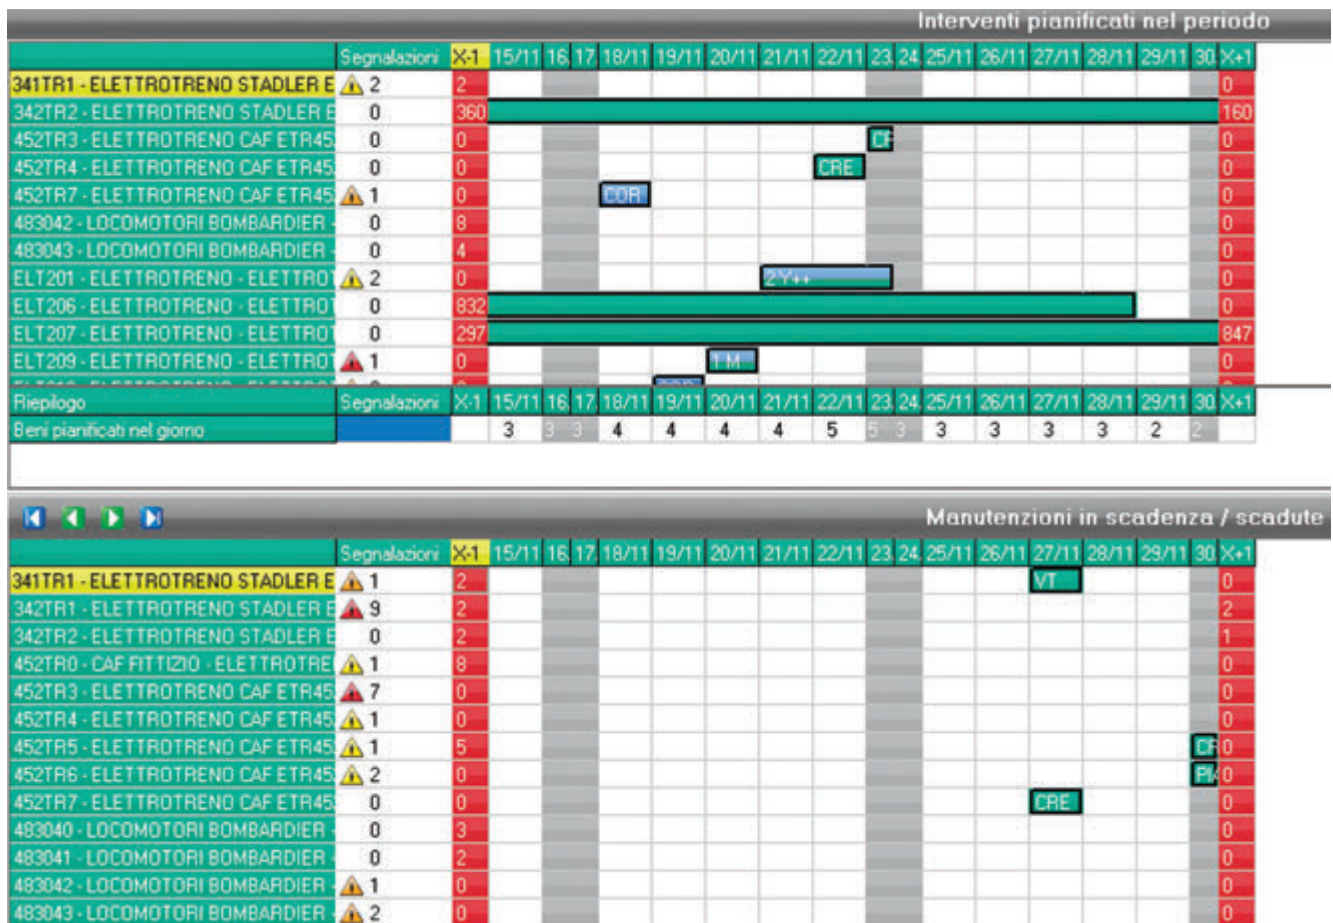 Interventi pianificati nel periodo
Segnalazioni X-1 15/11 16. 17. 18/11 19/11 20/11 21/11 22/11 23. 24. 25/11 26/11 27/11 28/11 29/11 30. X+1
341TR1 - ELETTROTRENO STADLER E 2 2 0
342TR2 - ELETTROTRENO STADLER E 0 360 160
452TR3 - ELETTROTRENO CAF ETR45 0 0 0
452TR4 - ELETTROTRENO CAF ETR45 0 0 CRE 0
452TR7 - ELETTROTRENO CAF ETR45 1 0 COR 0
483042 - LOCOMOTORI BOMBARDIER - 0 8 0
483043 - LOCOMOTORI BOMBARDIER - 0 4 0
ELT201 - ELETTROTRENO - ELETTRO 2 0 2Y++ 0
ELT206 - ELETTROTRENO - ELETTRO 0 832 0
ELT207 - ELETTROTRENO - ELETTRO 0 297 847
ELT209 - ELETTROTRENO - ELETTRO 1 0 1 M 0
Riepilogo Segnalazioni X-1 15/11 16. 17. 18/11 19/11 20/11 21/11 22/11 23. 24. 25/11 26/11 27/11 28/11 29/11 30. X+1
Beni pianificati nel giorno 3 3 3 4 4 4 4 5 5 3 3 3 3 3 2 2
Manutenzioni in scadenza / scadute
Segnalazioni X-1 15/11 16. 17. 18/11 19/11 20/11 21/11 22/11 23. 24. 25/11 26/11 27/11 28/11 29/11 30. X+1
341TR1 - ELETTROTRENO STADLER E 1 2 VT 0
342TR1 - ELETTROTRENO STADLER E 9 2 2
342TR2 - ELETTROTRENO STADLER E 0 2 1
452TR0 - CAF FITTIZIO - ELETTROTRE 1 8 0
452TR3 - ELETTROTRENO CAF ETR45 7 0 0
452TR4 - ELETTROTRENO CAF ETR45 1 0 0
452TR5 - ELETTROTRENO CAF ETR45 1 5 0
452TR6 - ELETTROTRENO CAF ETR45 2 0 0
452TR7 - ELETTROTRENO CAF ETR45 0 0 CRE 0
483040 - LOCOMOTORI BOMBARDIER - 0 3 0
483041 - LOCOMOTORI BOMBARDIER - 0 2 0
483042 - LOCOMOTORI BOMBARDIER - 1 0 0
483043 - LOCOMOTORI BOMBARDIER - 2 0 0